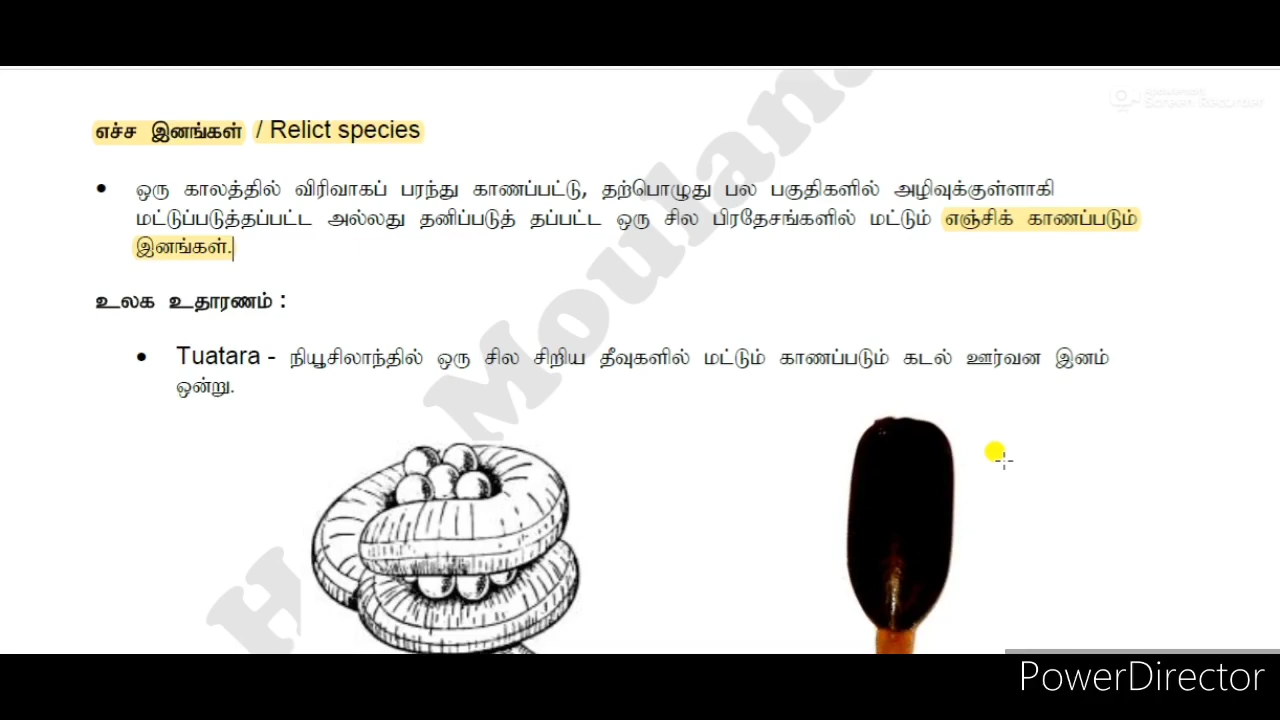 எச்ச இனங்கள் / Relict species
• ஒரு காலத்தில் விரிவாகப் பரந்து காணப்பட்டு, தற்பொழுது பல பகுதிகளில் அழிவுக்குள்ளாகி
மட்டுப்படுத்தப்பட்ட அல்லது தனிப்படுத் தப்பட்ட ஒரு சில பிரதேசங்களில் மட்டும் எஞ்சிக் காணப்படும்
இனங்கள்.
உலக உதாரணம் :
• Tuatara - நியூசிலாந்தில் ஒரு சில சிறிய தீவுகளில் மட்டும் காணப்படும் கடல் ஊர்வன இனம்
ஒன்று.
Screen Recorder
PowerDirector